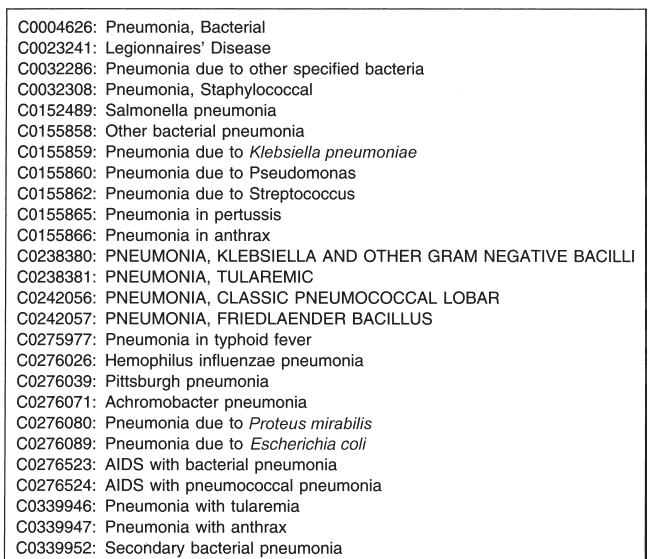 C0004626: Pneumonia, Bacterial
C0023241: Legionnaires' Disease
C0032286: Pneumonia due to other specified bacteria
C0032308: Pneumonia, Staphylococcal
C0152489: Salmonella pneumonia
C0155858: Other bacterial pneumonia
C0155859: Pneumonia due to Klebsiella pneumoniae
C0155860: Pneumonia due to Pseudomonas
C0155862: Pneumonia due to Streptococcus
C0155865: Pneumonia in pertussis
C0155866: Pneumonia in anthrax
C0238380: PNEUMONIA, KLEBSIELLA AND OTHER GRAM NEGATIVE BACILLI
C0238381: PNEUMONIA, TULAREMIC
C0242056: PNEUMONIA, CLASSIC PNEUMOCOCCAL LOBAR
C0242057: PNEUMONIA, FRIEDLAENDER BACILLUS
C0275977: Pneumonia in typhoid fever
C0276026: Hemophilus influenzae pneumonia
C0276039: Pittsburgh pneumonia
C0276071: Achromobacter pneumonia
C0276080: Pneumonia due to Proteus mirabilis
C0276089: Pneumonia due to Escherichia coli
C0276523: AIDS with bacterial pneumonia
C0276524: AIDS with pneumococcal pneumonia
C0339946: Pneumonia with tularemia
C0339947: Pneumonia with anthrax
C0339952: Secondary bacterial pneumonia